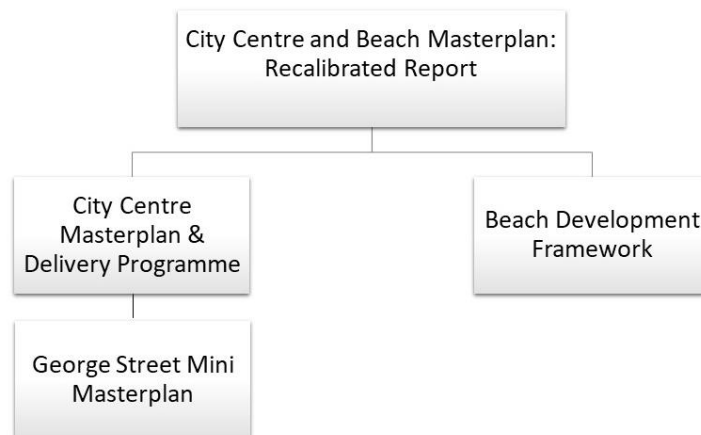 City Centre and Beach Masterplan:
Recalibrated Report
City Centre
Masterplan &
Delivery Programme
Beach Development
Framework
George Street Mini
Masterplan